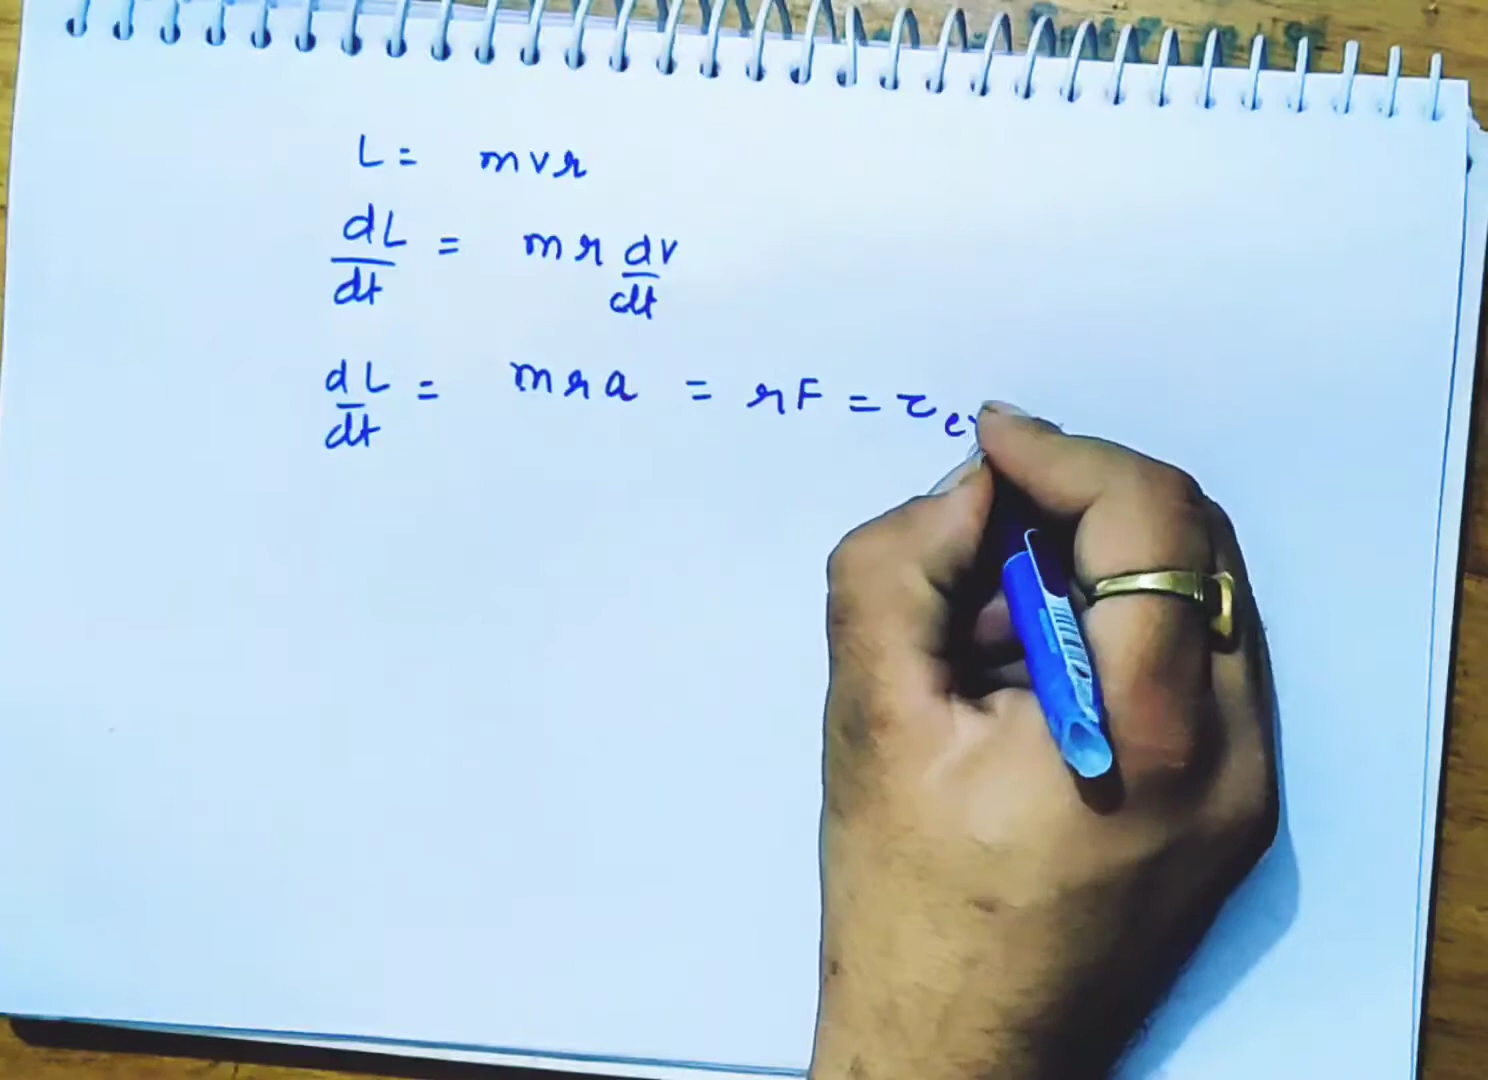 L = mvr
dL/dt = mr dv/dt
dL/dt = mra = rF = τ